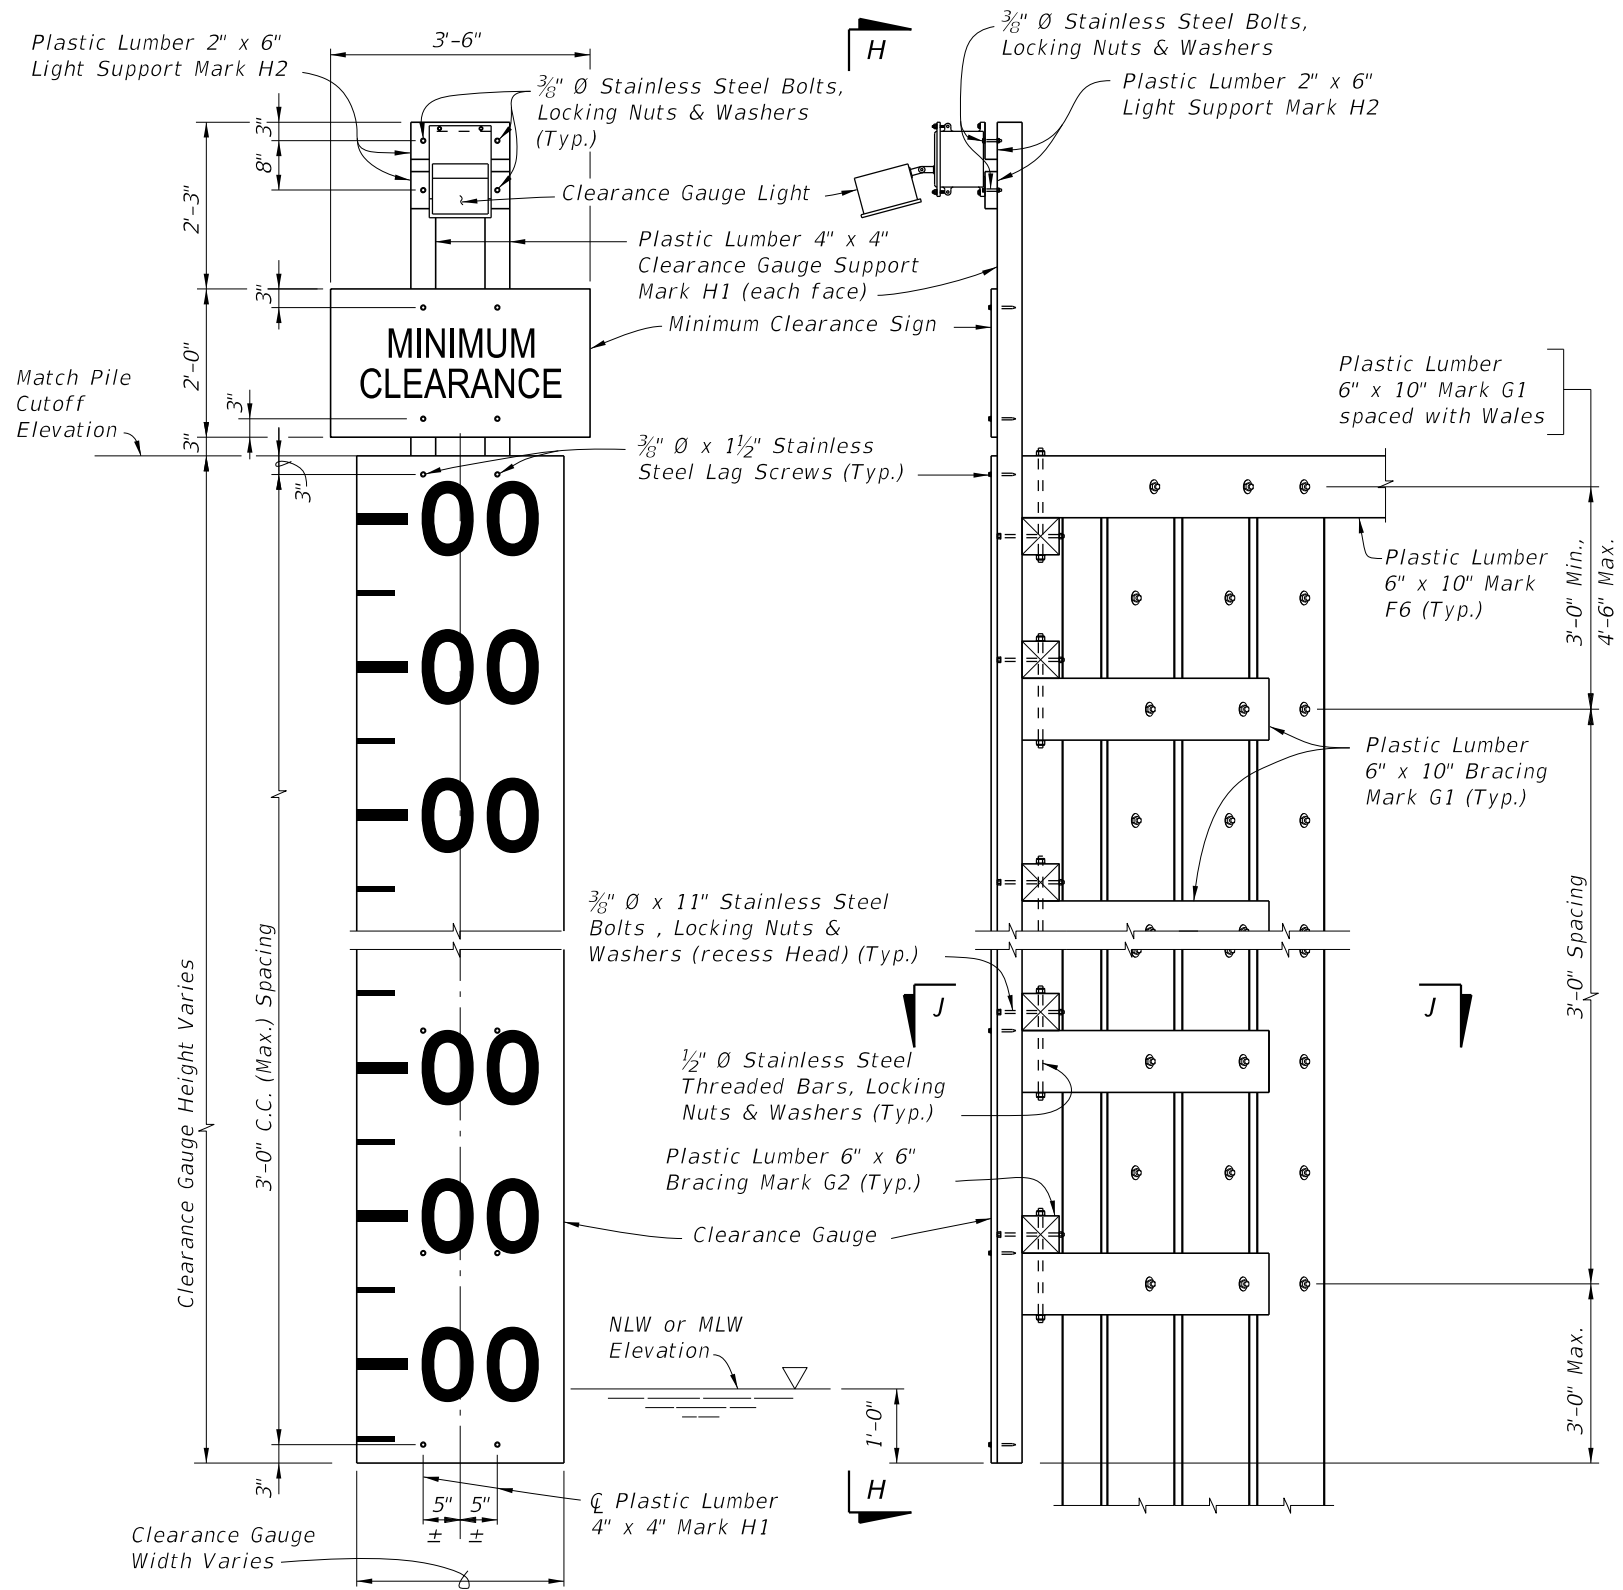 Plastic Lumber 2" x 6"
Light Support Mark H2
3'-6"
⅜" Ø Stainless Steel Bolts,
Locking Nuts & Washers
(Typ.)
H
⅜" Ø Stainless Steel Bolts,
Locking Nuts & Washers
Plastic Lumber 2" x 6"
Light Support Mark H2
3"
8"
2'-3"
Clearance Gauge Light
Plastic Lumber 4" x 4"
Clearance Gauge Support
Mark H1 (each face)
3"
Minimum Clearance Sign
MINIMUM
CLEARANCE
2'-0"
3"
3"
Match Pile
Cutoff
Elevation
Plastic Lumber
6" x 10" Mark G1
spaced with Wales
⅜" Ø x 1½" Stainless
Steel Lag Screws (Typ.)
3"
00
00
00
Plastic Lumber
6" x 10" Mark
F6 (Typ.)
3'-0" Min.,
4'-6" Max.
Plastic Lumber
6" x 10" Bracing
Mark G1 (Typ.)
⅜" Ø x 11" Stainless Steel
Bolts , Locking Nuts &
Washers (recess Head) (Typ.)
3'-0" Spacing
Clearance Gauge Height Varies
3'-0" C.C. (Max.) Spacing
J
J
00
00
00
½" Ø Stainless Steel
Threaded Bars, Locking
Nuts & Washers (Typ.)
Plastic Lumber 6" x 6"
Bracing Mark G2 (Typ.)
Clearance Gauge
NLW or MLW
Elevation
1'-0"
3'-0" Max.
3"
5"
±
5"
±
℄ Plastic Lumber
4" x 4" Mark H1
H
Clearance Gauge
Width Varies